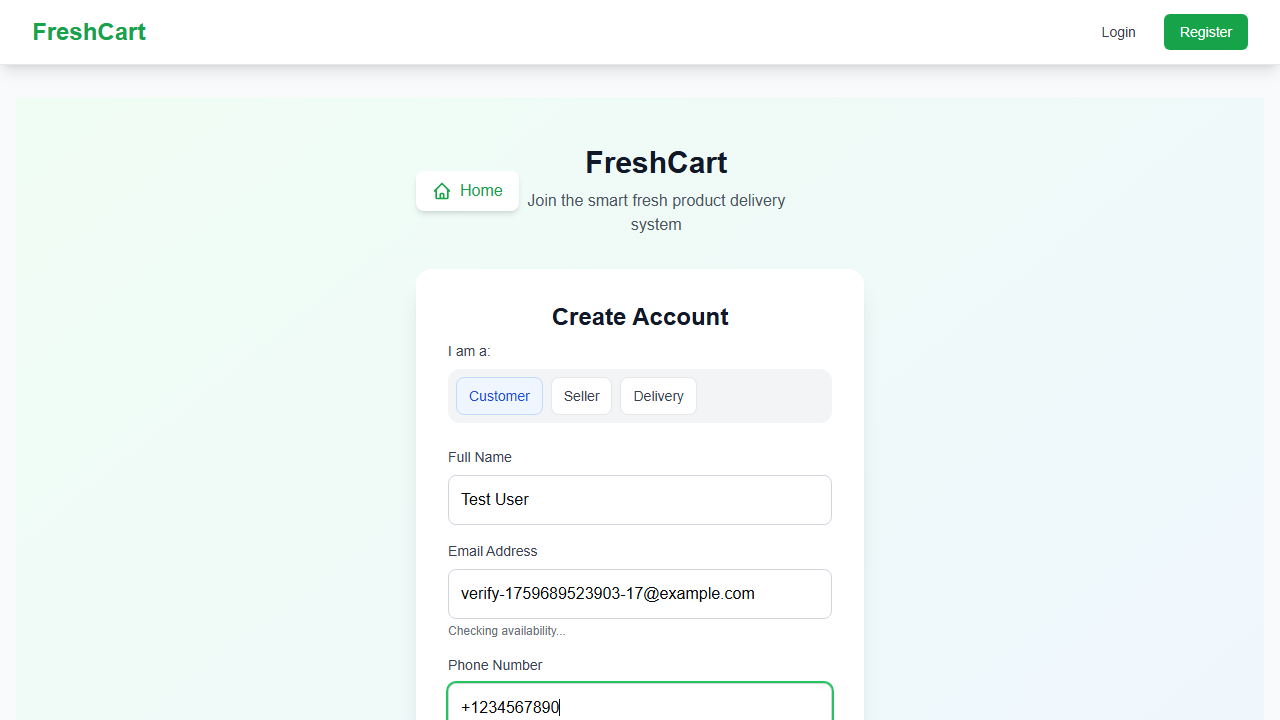 FreshCart
Login
Register
FreshCart
Home
Join the smart fresh product delivery
system
Create Account
I am a:
Customer
Seller
Delivery
Full Name
Test User
Email Address
verify-1759689523903-17@example.com
Checking availability...
Phone Number
+1234567890